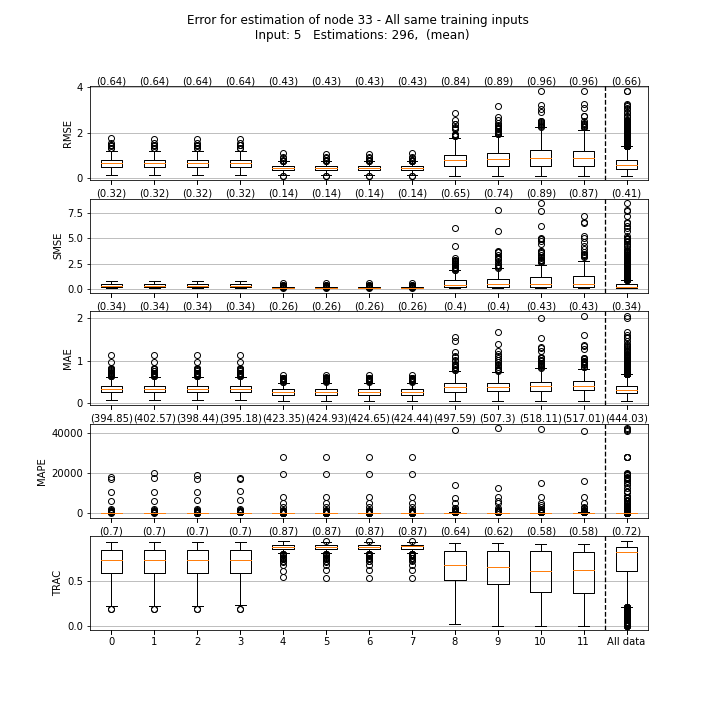 Error for estimation of node 33 - All same training inputs
Input: 5 Estimations: 296, (mean)
(0.64) (0.64) (0.64) (0.64) (0.43) (0.43) (0.43) (0.43) (0.84) (0.89) (0.96) (0.96) (0.66)
4
RMSE
2
0
(0.32) (0.32) (0.32) (0.32) (0.14) (0.14) (0.14) (0.14) (0.65) (0.74) (0.89) (0.87) (0.41)
7.5
SMSE
5.0
2.5
0.0
(0.34) (0.34) (0.34) (0.34) (0.26) (0.26) (0.26) (0.26) (0.4) (0.4) (0.43) (0.43) (0.34)
2
MAE
1
0
(394.85) (402.57) (398.44) (395.18) (423.35) (424.93) (424.65) (424.44) (497.59) (507.3) (518.11) (517.01) (444.03)
40000
MAPE
20000
0
(0.7) (0.7) (0.7) (0.7) (0.87) (0.87) (0.87) (0.87) (0.64) (0.62) (0.58) (0.58) (0.72)
TRAC
0.5
0.0
0 1 2 3 4 5 6 7 8 9 10 11 All data